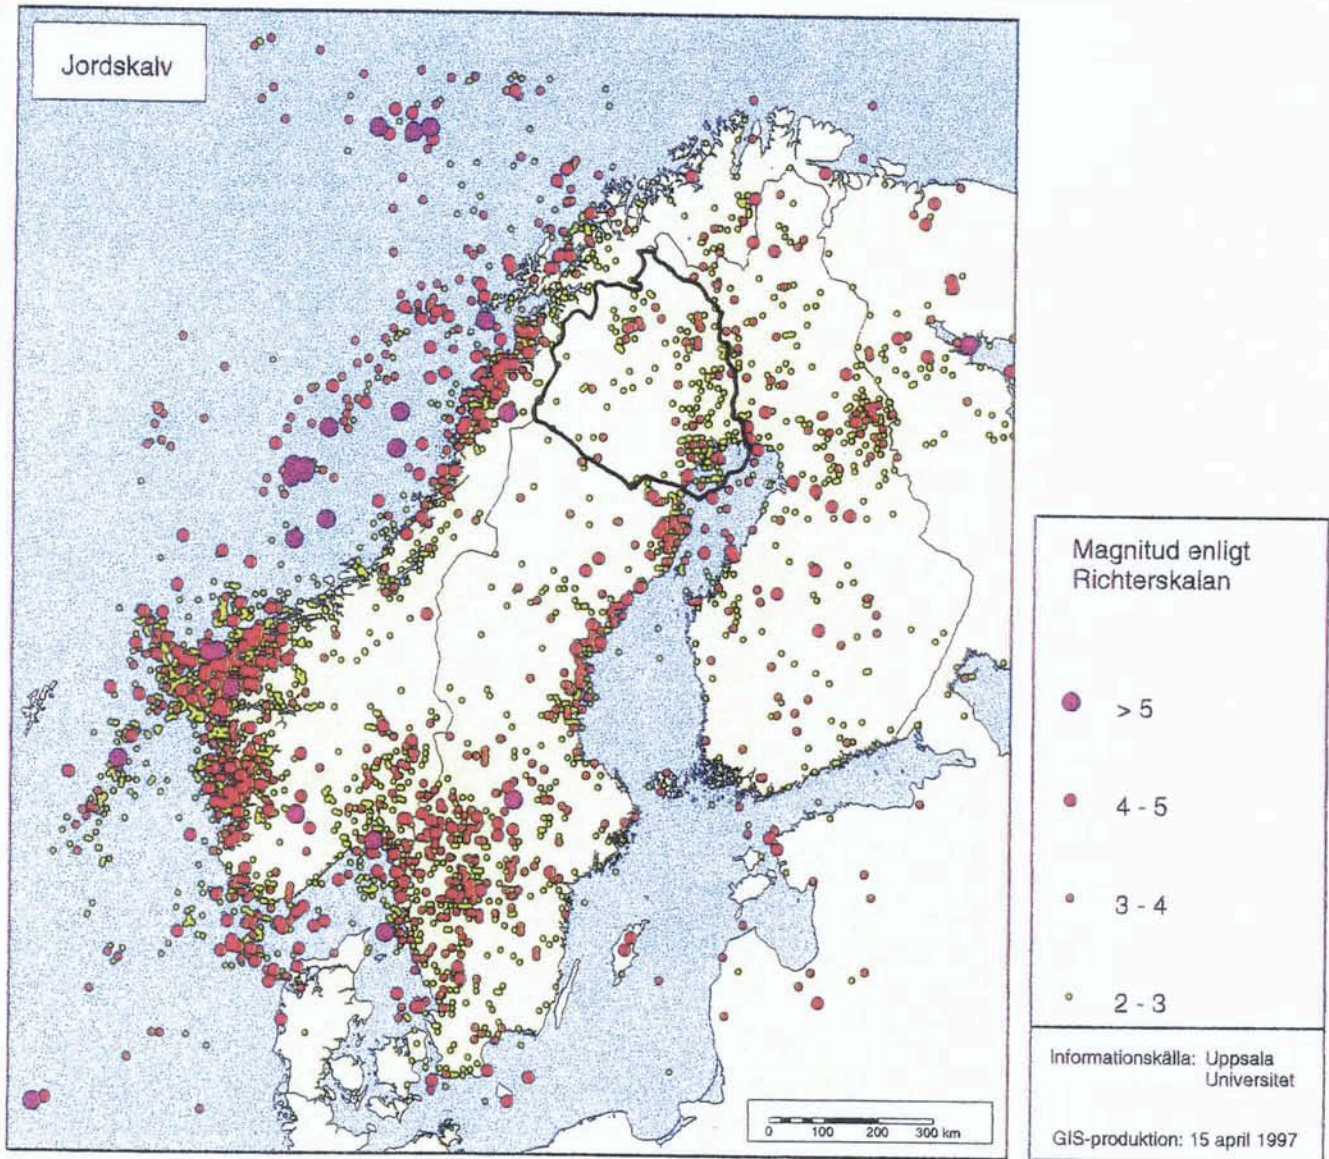 Jordskalv
Magnitud enligt
Richterskalan
> 5
4 - 5
3 - 4
2 - 3
Informationskälla: Uppsala
Universitet
GIS-produktion: 15 april 1997
0 100 200 300 km